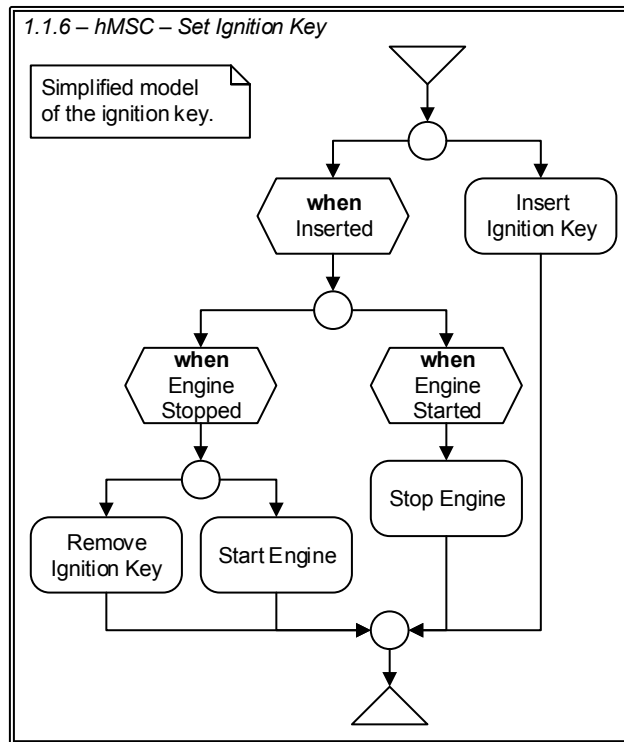 1.1.6 – hMSC – Set Ignition Key
Simplified model
of the ignition key.
when
Inserted
Insert
Ignition Key
when
Engine
Stopped
when
Engine
Started
Stop Engine
Remove
Ignition Key
Start Engine